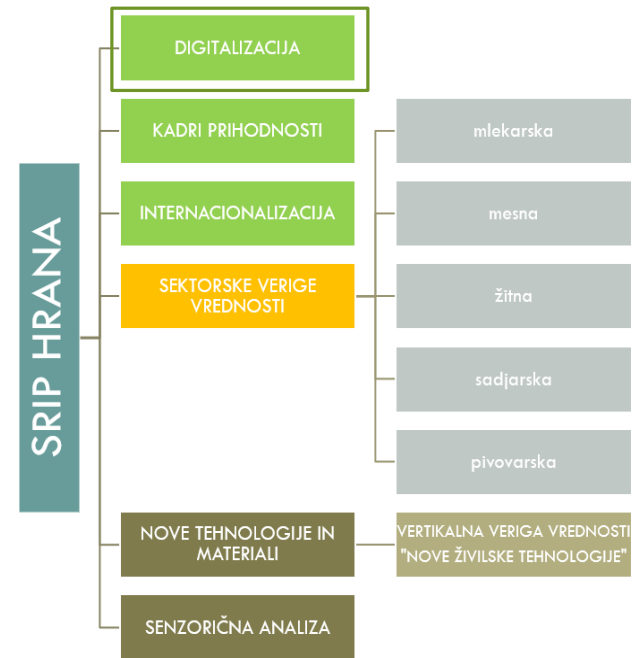 SRIP HRANA
DIGITALIZACIJA
KADRI PRIHODNOSTI
INTERNACIONALIZACIJA
SEKTORSKE VERIGE
VREDNOSTI
mlekarska
mesna
žitna
sadjarska
pivovarska
NOVE TEHNOLOGIJE IN
MATERIALI
VERTIKALNA VERIGA VREDNOSTI
"NOVE ŽIVILSKE TEHNOLOGIJE"
SENZORIČNA ANALIZA